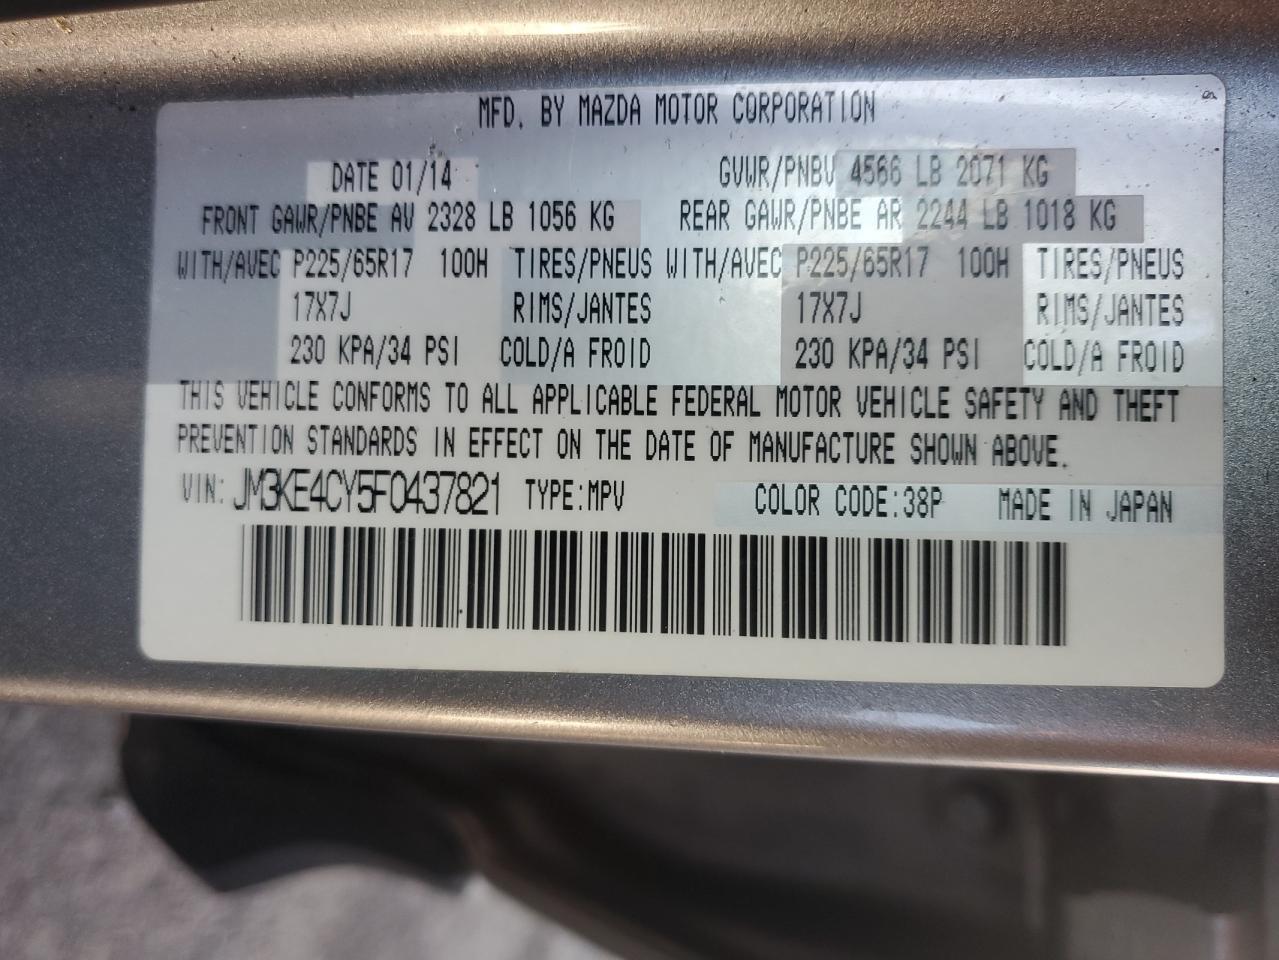 MFD. BY MAZDA MOTOR CORPORATION
DATE 01/14 GVWR/PNBV 4566 LB 2071 KG
FRONT GAWR/PNBE AV 2328 LB 1056 KG REAR GAWR/PNBE AR 2244 LB 1018 KG
WITH/AVEC P225/65R17 100H TIRES/PNEUS WITH/AVEC P225/65R17 100H TIRES/PNEUS
17X7J RIMS/JANTES 17X7J RIMS/JANTES
230 KPA/34 PSI COLD/A FROID 230 KPA/34 PSI COLD/A FROID
THIS VEHICLE CONFORMS TO ALL APPLICABLE FEDERAL MOTOR VEHICLE SAFETY AND THEFT
PREVENTION STANDARDS IN EFFECT ON THE DATE OF MANUFACTURE SHOWN ABOVE.
VIN: JM3KE4CY5F0437821 TYPE:MPV COLOR CODE:38P MADE IN JAPAN